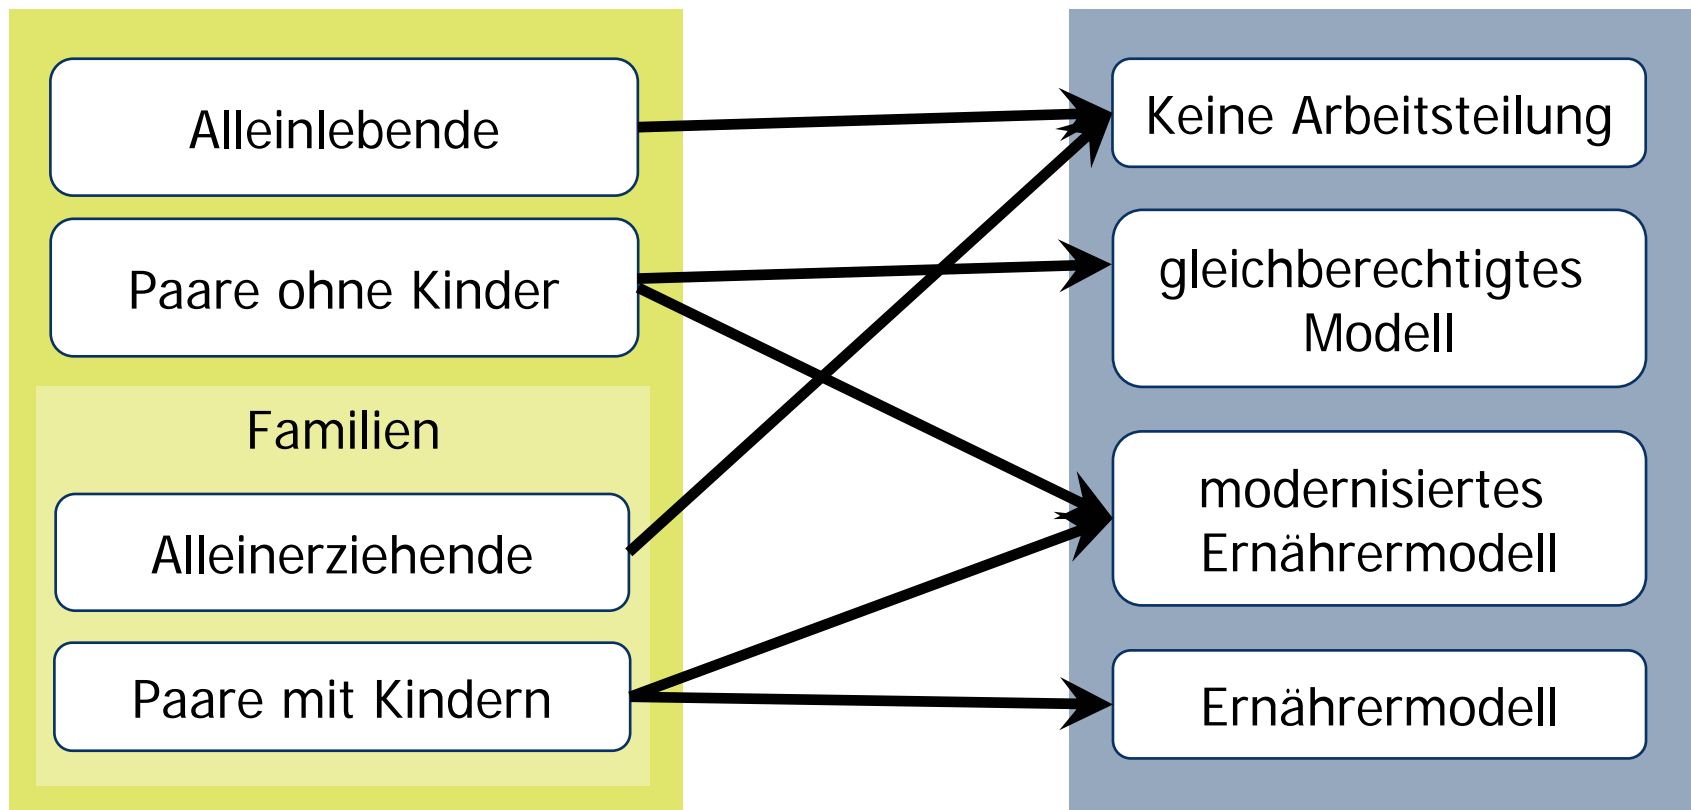 Alleinlebende
Paare ohne Kinder
Familien
Alleinerziehende
Paare mit Kindern
Keine Arbeitsteilung
gleichberechtigtes
Modell
modernisiertes
Ernährermodell
Ernährermodell